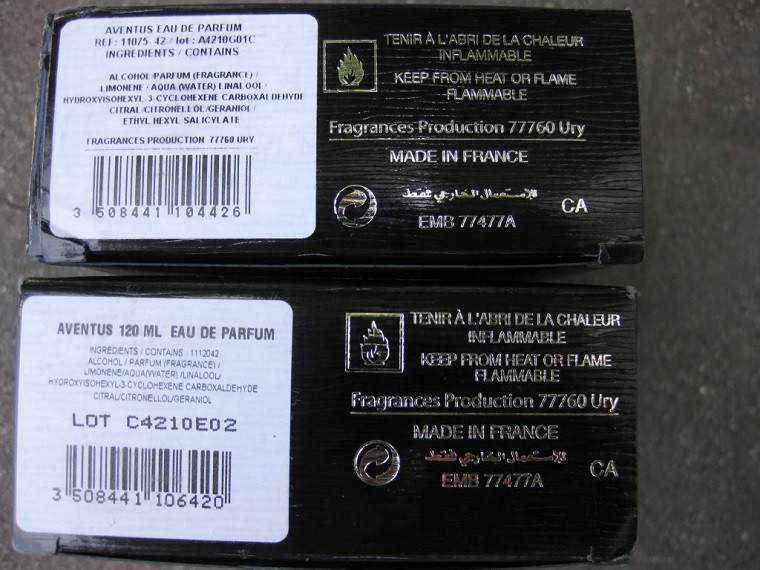 AVENTUS EAU DE PARFUM
REF: 11075 42 / lot: A4210G01C
INGREDIENTS / CONTAINS
ALCOHOL/PARFUM (FRAGRANCE) /
LIMONENE / AQUA (WATER) LINALOOL /
HYDROXYISOHEXYL 3-CYCLOHEXENE CARBOXALDEHYDE
CITRAL/CITRONELLOL/GERANIOL /
ETHYL HEXYL SALICYLATE
FRAGRANCES PRODUCTION 77760 URY
3 508441 104426
TENIR À L'ABRI DE LA CHALEUR
INFLAMMABLE
KEEP FROM HEAT OR FLAME
FLAMMABLE
Fragrances Production 77760 Ury
MADE IN FRANCE
للإستعمال الخارجي فقط
EMB 77477A
CA
AVENTUS 120 ML EAU DE PARFUM
INGREDIENTS / CONTAINS : 1112042
ALCOHOL / PARFUM (FRAGRANCE) /
LIMONENE/AQUA(WATER) /LINALOOL/
HYDROXYISOHEXYL-3-CYCLOHEXENE CARBOXALDEHYDE
CITRAL/CITRONELLOL/GERANIOL
LOT C4210E02
3 508441 106420
TENIR À L'ABRI DE LA CHALEUR
INFLAMMABLE
KEEP FROM HEAT OR FLAME
FLAMMABLE
Fragrances Production 77760 Ury
MADE IN FRANCE
للإستعمال الخارجي فقط
EMB 77477A
CA